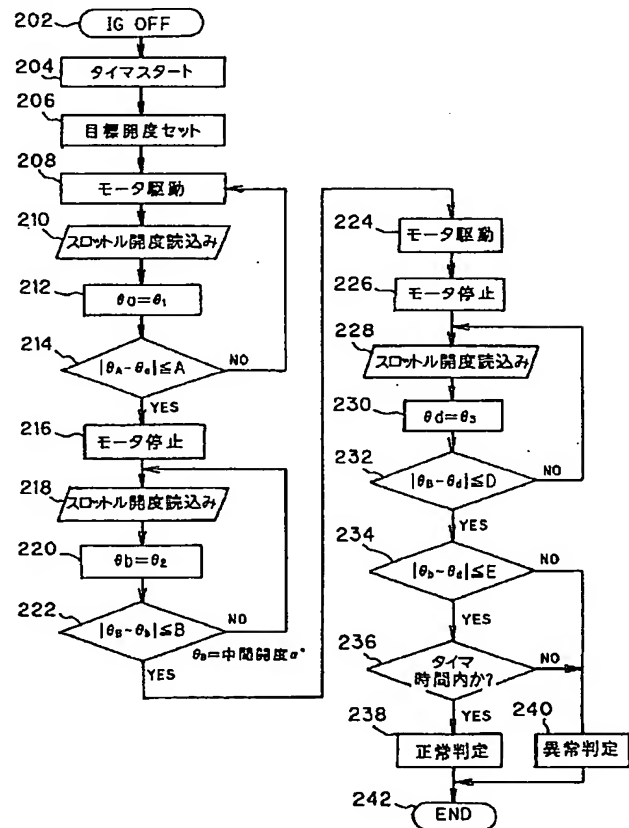 202
IG OFF
204
タイマスタート
206
目標開度セット
208
モータ駆動
210
スロットル開度読込み
212
θa=θ₁
214
|θA-θa|≦A
NO
YES
216
モータ停止
218
スロットル開度読込み
220
θb=θ₂
222
|θB-θb|≦B
NO
θB=中間開度α°
YES
224
モータ駆動
226
モータ停止
228
スロットル開度読込み
230
θd=θ₃
232
|θB-θd|≦D
NO
YES
234
|θb-θd|≦E
NO
YES
236
タイマ
時間内か?
NO
YES
238
正常判定
240
異常判定
242
END